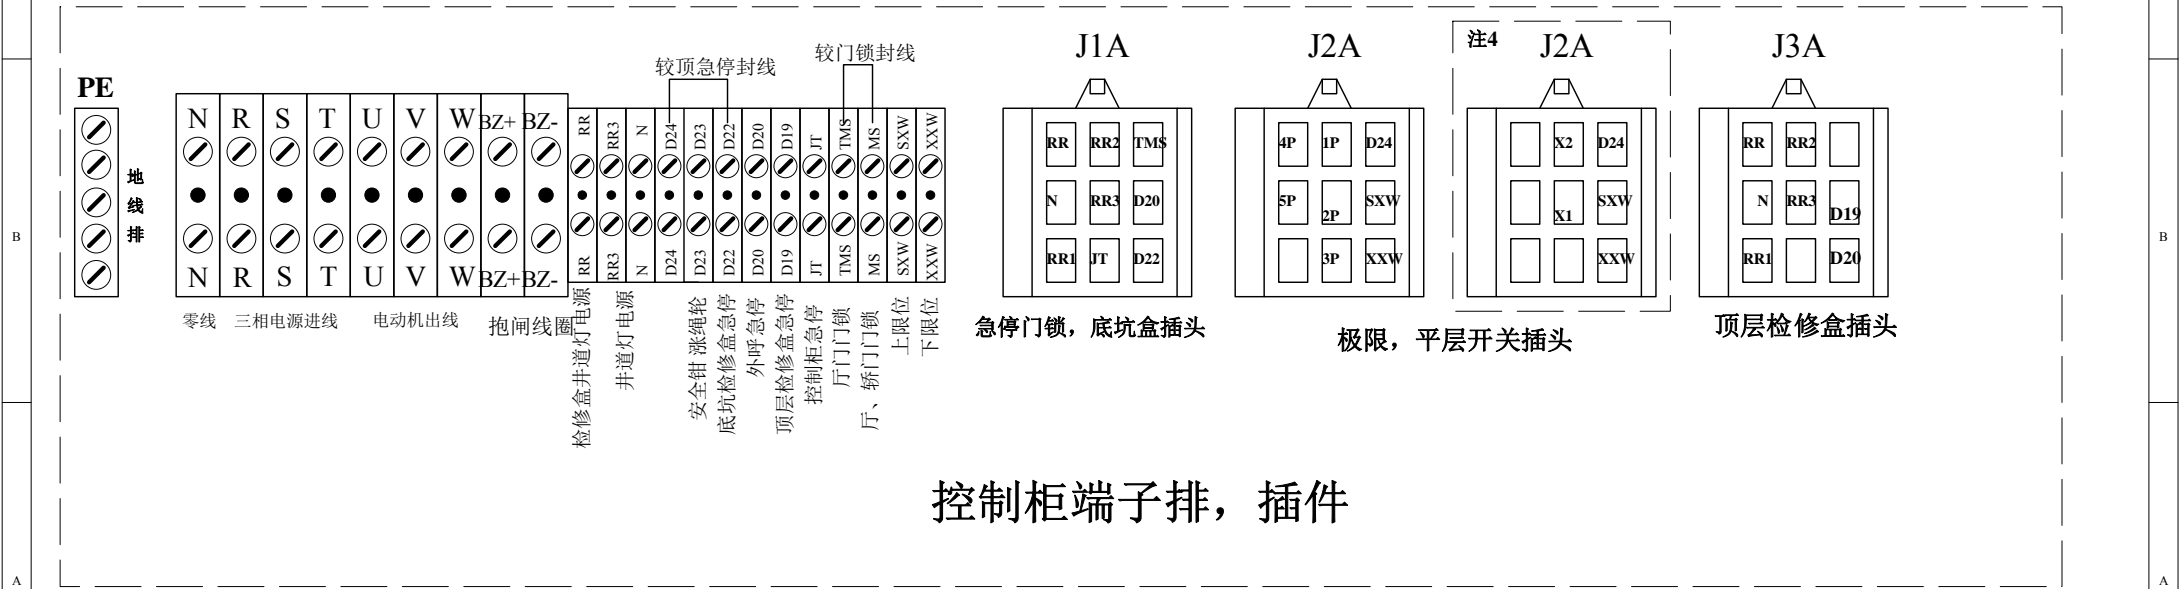 PE
地线排
N R S T U V W BZ+ BZ-
N R S T U V W BZ+ BZ-
零线
三相电源进线
电动机出线
抱闸线圈
较顶急停封线
较门锁封线
RR RR3 N D24 D23 D22 D20 D19 JT TMS MS SXW XXW
RR RR3 N D24 D23 D22 D20 D19 JT TMS MS SXW XXW
检修盒井道灯电源
井道灯电源
安全钳 涨绳轮
底坑检修盒急停
外呼急停
顶层检修盒急停
控制柜急停
厅门门锁
厅、轿门门锁
上限位
下限位
J1A
RR RR2 TMS
N RR3 D20
RR1 JT D22
急停门锁，底坑盒插头
J2A
4P 1P D24
5P 2P SXW
3P XXW
注4
J2A
X2 D24
X1 SXW
XXW
极限，平层开关插头
J3A
RR RR2
N RR3 D19
RR1 D20
顶层检修盒插头
控制柜端子排，插件
B
B
A
A